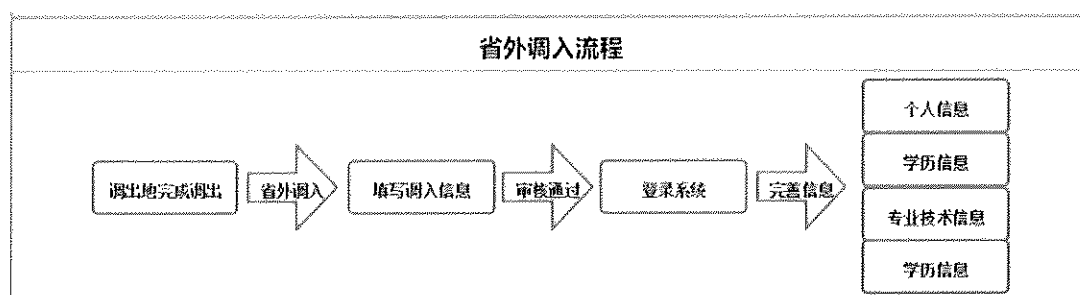 省外调入流程
调出地完成调出
省外调入
填写调入信息
审核通过
登录系统
完善信息
个人信息
学历信息
专业技术信息
学历信息